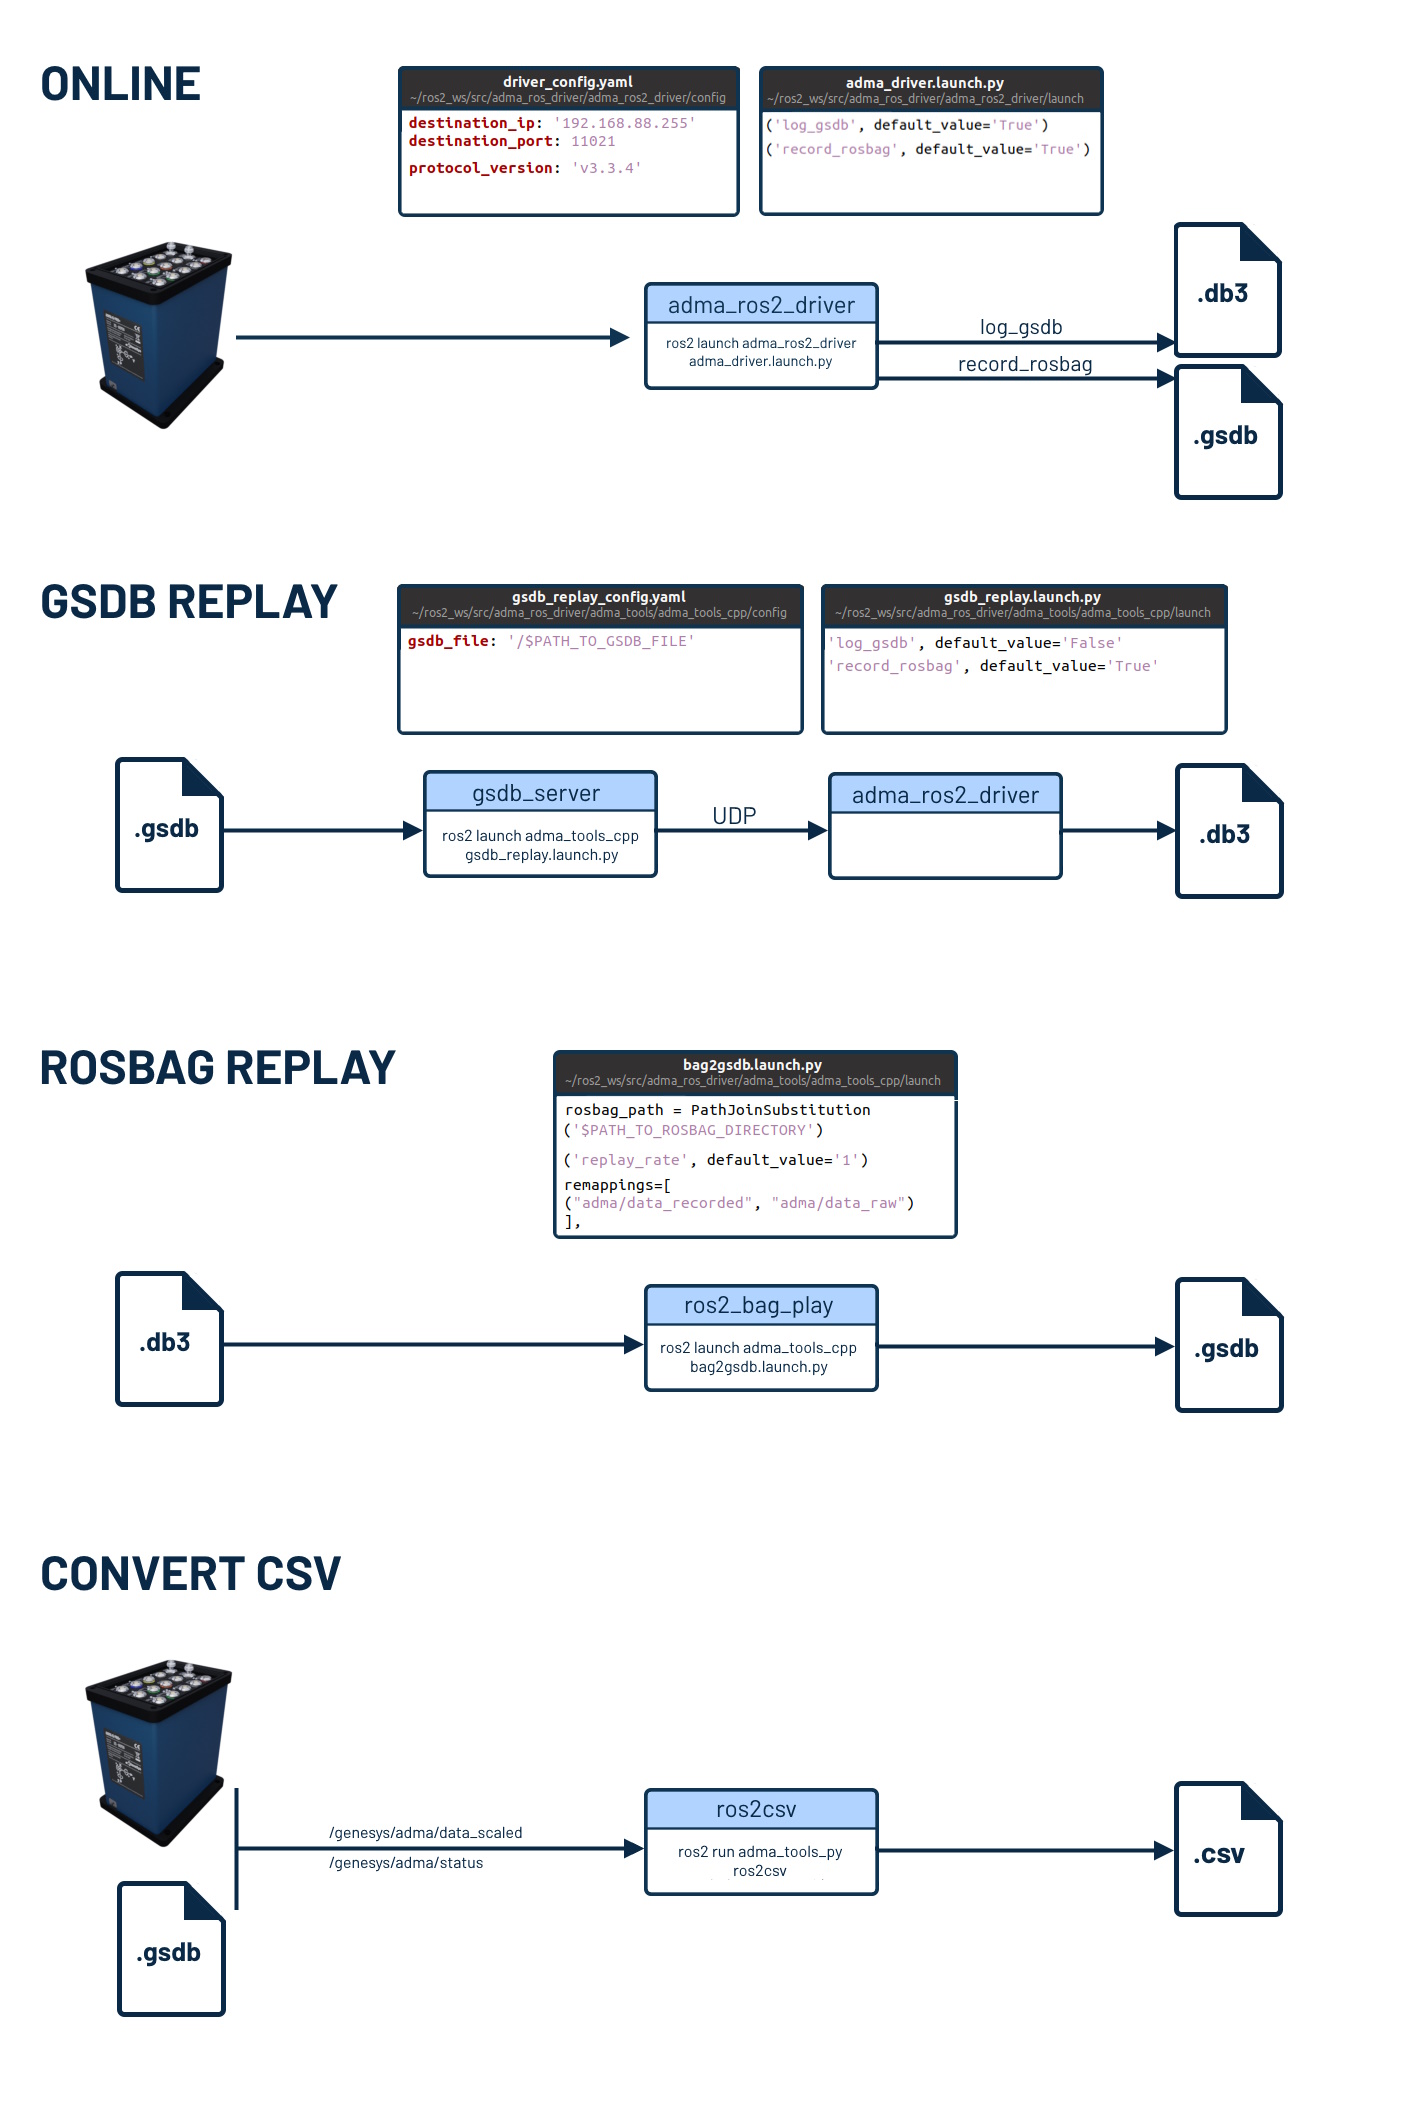 ONLINE
driver_config.yaml
~/ros2_ws/src/adma_ros_driver/adma_ros2_driver/config
destination_ip: '192.168.88.255'
destination_port: 11021
protocol_version: 'v3.3.4'
adma_driver.launch.py
~/ros2_ws/src/adma_ros_driver/adma_ros2_driver/launch
('log_gsdb', default_value='True')
('record_rosbag', default_value='True')
adma_ros2_driver
ros2 launch adma_ros2_driver
adma_driver.launch.py
log_gsdb
record_rosbag
.db3
.gsdb
GSDB REPLAY
gsdb_replay_config.yaml
~/ros2_ws/src/adma_ros_driver/adma_tools/adma_tools_cpp/config
gsdb_file: '/$PATH_TO_GSDB_FILE'
gsdb_replay.launch.py
~/ros2_ws/src/adma_ros_driver/adma_tools/adma_tools_cpp/launch
'log_gsdb', default_value='False'
'record_rosbag', default_value='True'
.gsdb
gsdb_server
ros2 launch adma_tools_cpp
gsdb_replay.launch.py
UDP
adma_ros2_driver
.db3
ROSBAG REPLAY
bag2gsdb.launch.py
~/ros2_ws/src/adma_ros_driver/adma_tools/adma_tools_cpp/launch
rosbag_path = PathJoinSubstitution
('$PATH_TO_ROSBAG_DIRECTORY')
('replay_rate', default_value='1')
remappings=[
("adma/data_recorded", "adma/data_raw")
],
.db3
ros2_bag_play
ros2 launch adma_tools_cpp
bag2gsdb.launch.py
.gsdb
CONVERT CSV
/genesys/adma/data_scaled
/genesys/adma/status
.gsdb
ros2csv
ros2 run adma_tools_py
ros2csv
.csv